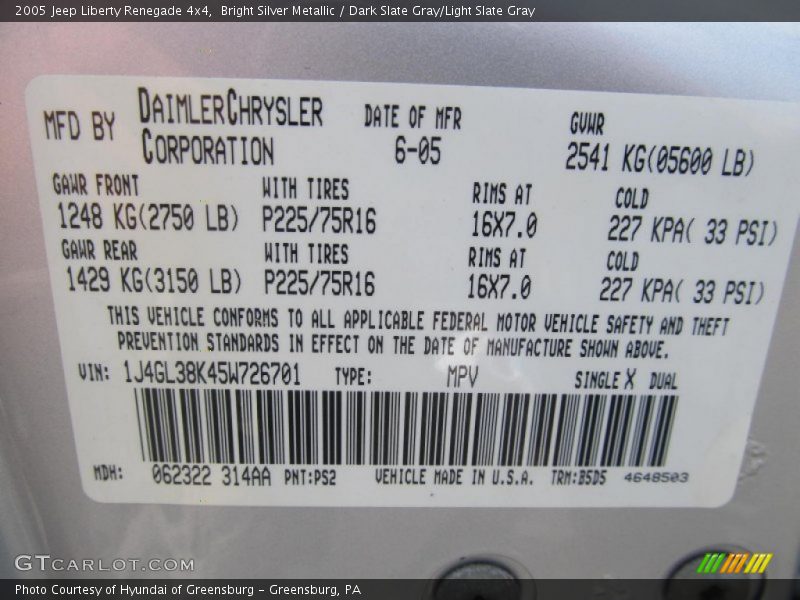 2005 Jeep Liberty Renegade 4x4,  Bright Silver Metallic / Dark Slate Gray/Light Slate Gray
MFD BY DAIMLERCHRYSLER CORPORATION DATE OF MFR 6-05 GVWR 2541 KG(05600 LB)
GAWR FRONT WITH TIRES RIMS AT COLD
1248 KG(2750 LB) P225/75R16 16X7.0 227 KPA( 33 PSI)
GAWR REAR WITH TIRES RIMS AT COLD
1429 KG(3150 LB) P225/75R16 16X7.0 227 KPA( 33 PSI)
THIS VEHICLE CONFORMS TO ALL APPLICABLE FEDERAL MOTOR VEHICLE SAFETY AND THEFT
PREVENTION STANDARDS IN EFFECT ON THE DATE OF MANUFACTURE SHOWN ABOVE.
VIN: 1J4GL38K45W726701 TYPE: MPV SINGLE X DUAL
MDH: 062322 314AA PNT:PS2 VEHICLE MADE IN U.S.A. TRM:B5D5 4648503
GTCARLOT.COM
Photo Courtesy of Hyundai of Greensburg – Greensburg, PA